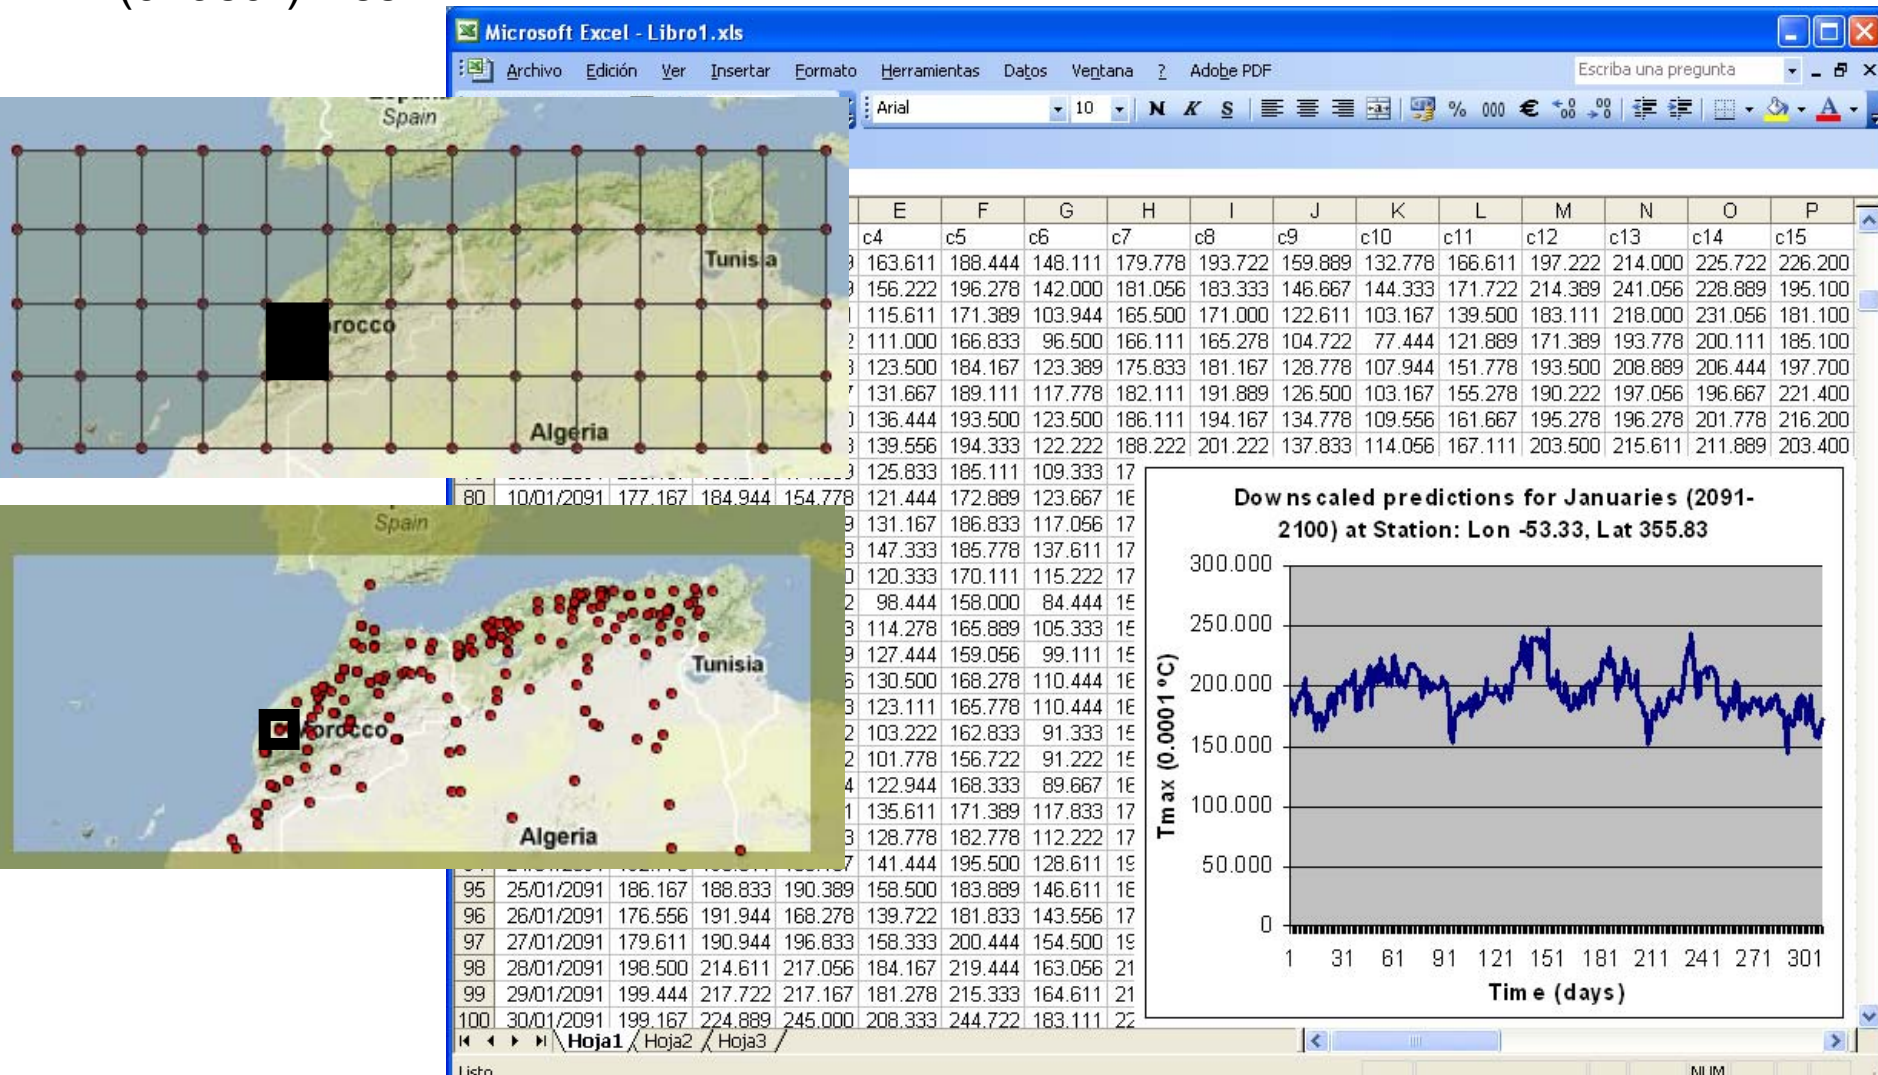 Microsoft Excel - Libro1.xls
Archivo Edición Ver Insertar Formato Herramientas Datos Ventana ? Adobe PDF Escriba una pregunta
Arial 10 N K S % 000 €
Spain
Tunisia
Morocco
Algeria
E F G H I J K L M N O P
c4 c5 c6 c7 c8 c9 c10 c11 c12 c13 c14 c15
163.611 188.444 148.111 179.778 193.722 159.889 132.778 166.611 197.222 214.000 225.722 226.200
156.222 196.278 142.000 181.056 183.333 146.667 144.333 171.722 214.389 241.056 228.889 195.100
115.611 171.389 103.944 165.500 171.000 122.611 103.167 139.500 183.111 218.000 231.056 181.100
111.000 166.833 96.500 166.111 165.278 104.722 77.444 121.889 171.389 193.778 200.111 185.100
123.500 184.167 123.389 175.833 181.167 128.778 107.944 151.778 193.500 208.889 206.444 197.700
131.667 189.111 117.778 182.111 191.889 126.500 103.167 155.278 190.222 197.056 196.667 221.400
136.444 193.500 123.500 186.111 194.167 134.778 109.556 161.667 195.278 196.278 201.778 216.200
139.556 194.333 122.222 188.222 201.222 137.833 114.056 167.111 203.500 215.611 211.889 203.400
125.833 185.111 109.333 17
80 10/01/2091 177.167 184.944 154.778 121.444 172.889 123.667 16
131.167 186.833 117.056 17
147.333 185.778 137.611 17
120.333 170.111 115.222 17
98.444 158.000 84.444 15
114.278 165.889 105.333 15
127.444 159.056 99.111 15
130.500 168.278 110.444 16
123.111 165.778 110.444 16
103.222 162.833 91.333 15
101.778 156.722 91.222 15
122.944 168.333 89.667 16
135.611 171.389 117.833 17
128.778 182.778 112.222 17
141.444 195.500 128.611 19
95 25/01/2091 186.167 188.833 190.389 158.500 183.889 146.611 18
96 26/01/2091 176.556 191.944 168.278 139.722 181.833 143.556 17
97 27/01/2091 179.611 190.944 196.833 158.333 200.444 154.500 19
98 28/01/2091 198.500 214.611 217.056 184.167 219.444 163.056 21
99 29/01/2091 199.444 217.722 217.167 181.278 215.333 164.611 21
100 30/01/2091 199.167 224.889 245.000 208.333 244.722 183.111 22
Spain
Tunisia
Morocco
Algeria
Downscaled predictions for Januaries (2091-
2100) at Station: Lon -53.33, Lat 355.83
Tmax (0.0001 ºC)
300.000
250.000
200.000
150.000
100.000
50.000
0
1 31 61 91 121 151 181 211 241 271 301
Time (days)
Hoja1 Hoja2 Hoja3
Listo NUM